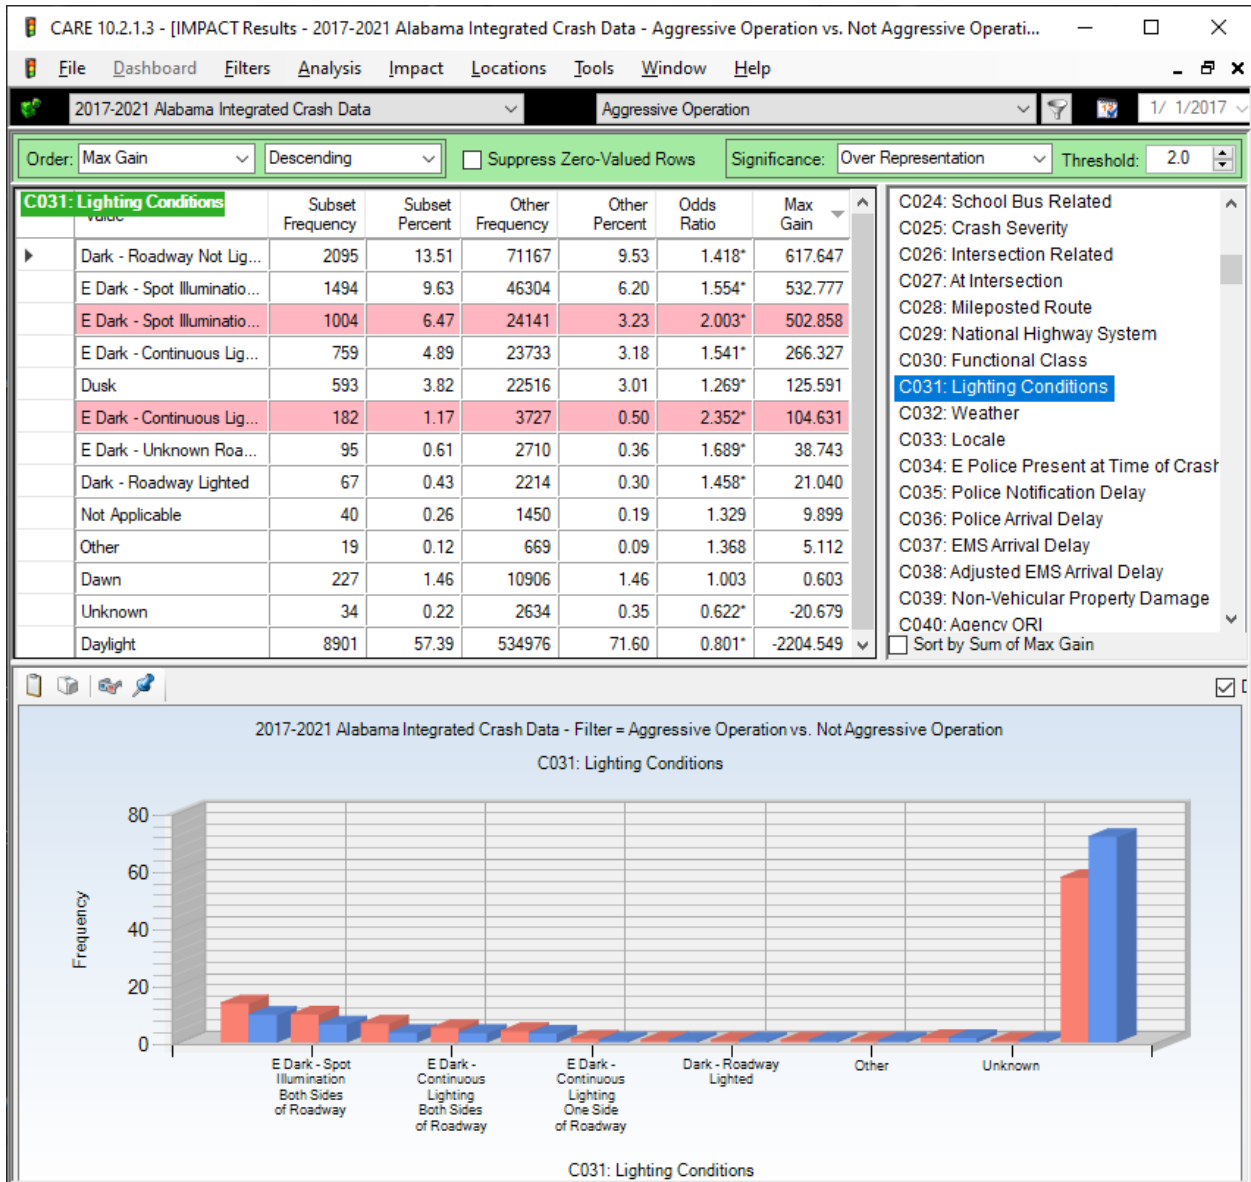 CARE 10.2.1.3 - [IMPACT Results - 2017-2021 Alabama Integrated Crash Data - Aggressive Operation vs. Not Aggressive Operati...
File Dashboard Filters Analysis Impact Locations Tools Window Help
2017-2021 Alabama Integrated Crash Data Aggressive Operation 1/ 1/2017
Order: Max Gain Descending Suppress Zero-Valued Rows Significance: Over Representation Threshold: 2.0
C031: Lighting Conditions
Value Subset Frequency Subset Percent Other Frequency Other Percent Odds Ratio Max Gain
Dark - Roadway Not Lig... 2095 13.51 71167 9.53 1.418* 617.647
E Dark - Spot Illuminatio... 1494 9.63 46304 6.20 1.554* 532.777
E Dark - Spot Illuminatio... 1004 6.47 24141 3.23 2.003* 502.858
E Dark - Continuous Lig... 759 4.89 23733 3.18 1.541* 266.327
Dusk 593 3.82 22516 3.01 1.269* 125.591
E Dark - Continuous Lig... 182 1.17 3727 0.50 2.352* 104.631
E Dark - Unknown Roa... 95 0.61 2710 0.36 1.689* 38.743
Dark - Roadway Lighted 67 0.43 2214 0.30 1.458* 21.040
Not Applicable 40 0.26 1450 0.19 1.329 9.899
Other 19 0.12 669 0.09 1.368 5.112
Dawn 227 1.46 10906 1.46 1.003 0.603
Unknown 34 0.22 2634 0.35 0.622* -20.679
Daylight 8901 57.39 534976 71.60 0.801* -2204.549
C024: School Bus Related
C025: Crash Severity
C026: Intersection Related
C027: At Intersection
C028: Mileposted Route
C029: National Highway System
C030: Functional Class
C031: Lighting Conditions
C032: Weather
C033: Locale
C034: E Police Present at Time of Crash
C035: Police Notification Delay
C036: Police Arrival Delay
C037: EMS Arrival Delay
C038: Adjusted EMS Arrival Delay
C039: Non-Vehicular Property Damage
C040: Agency ORI
Sort by Sum of Max Gain
2017-2021 Alabama Integrated Crash Data - Filter = Aggressive Operation vs. Not Aggressive Operation
C031: Lighting Conditions
Frequency
80
60
40
20
0
E Dark - Spot
Illumination
Both Sides
of Roadway
E Dark -
Continuous
Lighting
Both Sides
of Roadway
E Dark -
Continuous
Lighting
One Side
of Roadway
Dark - Roadway
Lighted
Other
Unknown
C031: Lighting Conditions